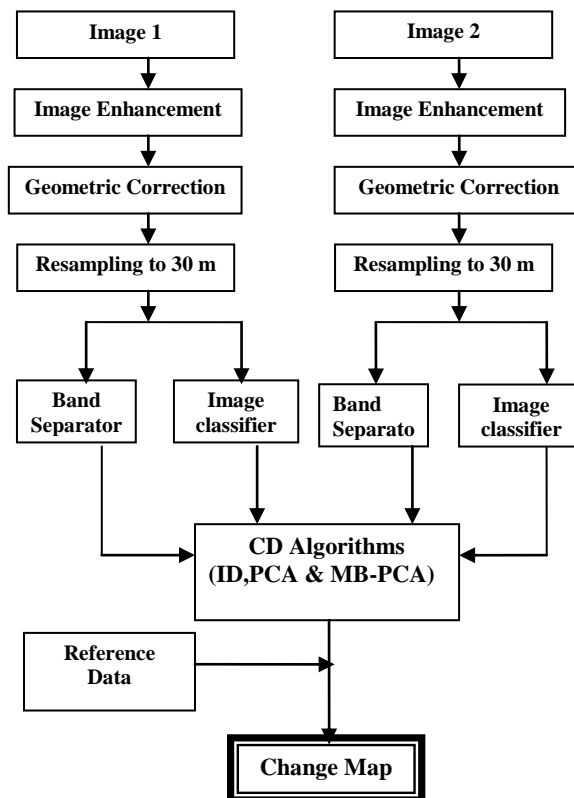 Image 1
Image 2
Image Enhancement
Image Enhancement
Geometric Correction
Geometric Correction
Resampling to 30 m
Resampling to 30 m
Band
Separator
Image
classifier
Band
Separato
Image
classifier
CD Algorithms
(ID,PCA & MB-PCA)
Reference
Data
Change Map